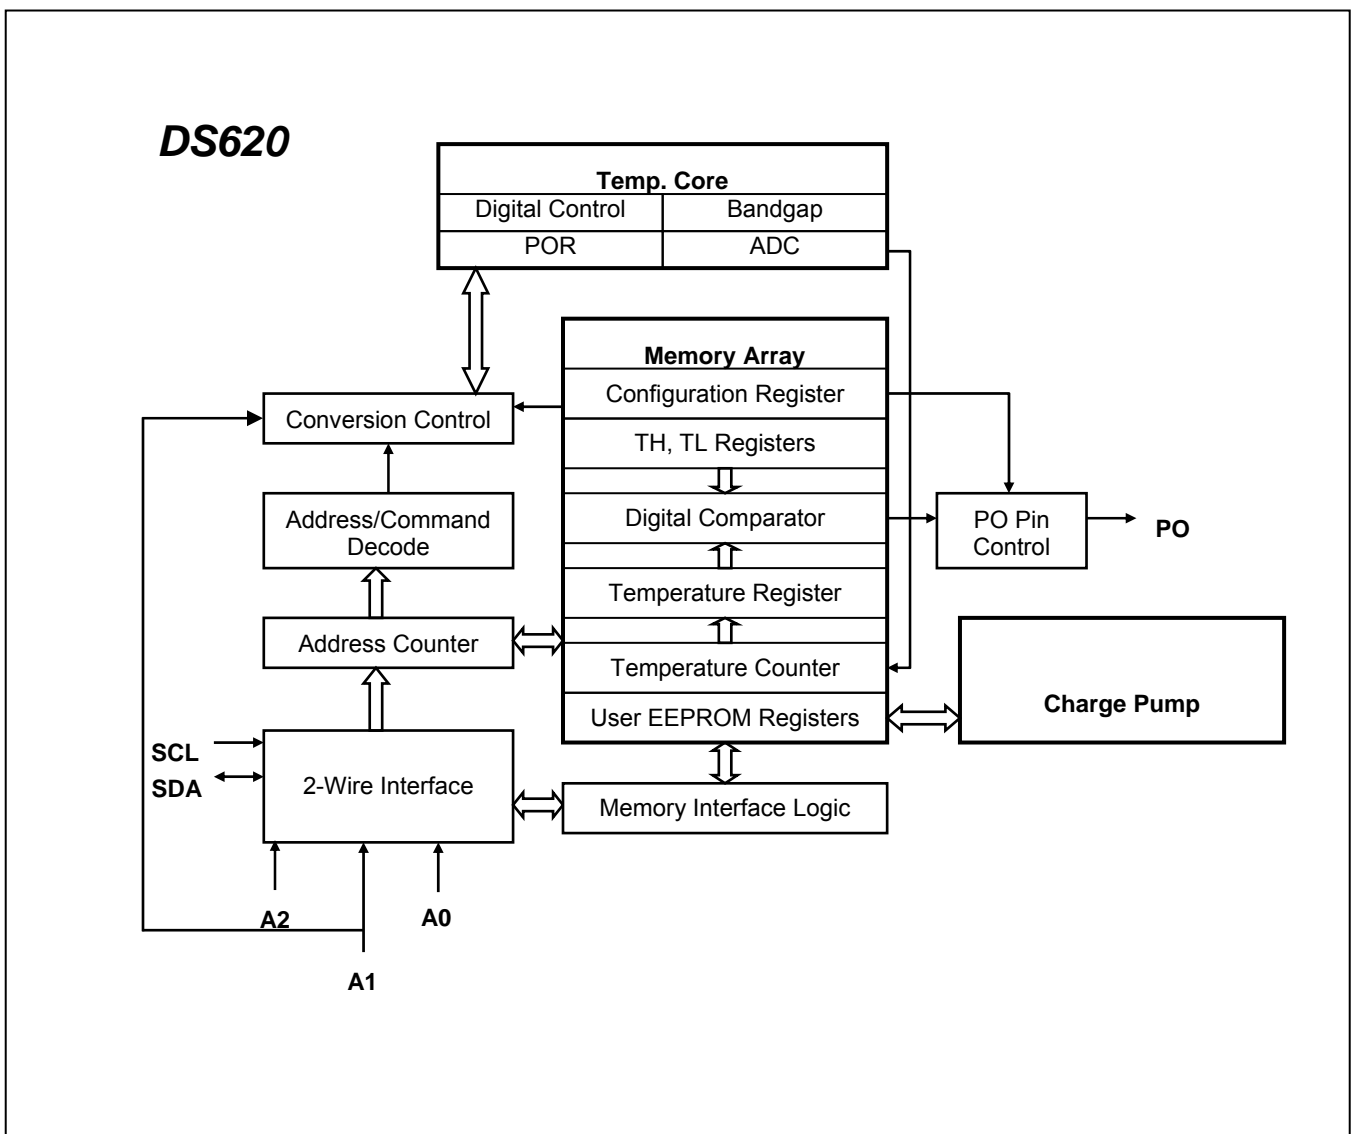 DS620
Temp. Core
Digital Control
Bandgap
POR
ADC
Memory Array
Configuration Register
Conversion Control
TH, TL Registers
Address/Command
Decode
Digital Comparator
PO Pin
Control
PO
Temperature Register
Address Counter
Temperature Counter
User EEPROM Registers
Charge Pump
SCL
SDA
2-Wire Interface
Memory Interface Logic
A2
A0
A1